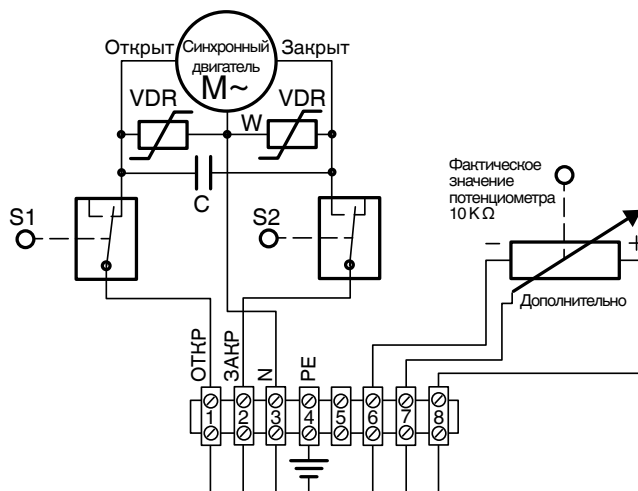 Открыт
Синхронный
двигатель
M~
Закрыт
VDR
W
VDR
C
S1
S2
Фактическое
значение
потенциометра
10 K Ω
−
+
Дополнительно
ОТКР
ЗАКР
N
PE
1 2 3 4 5 6 7 8